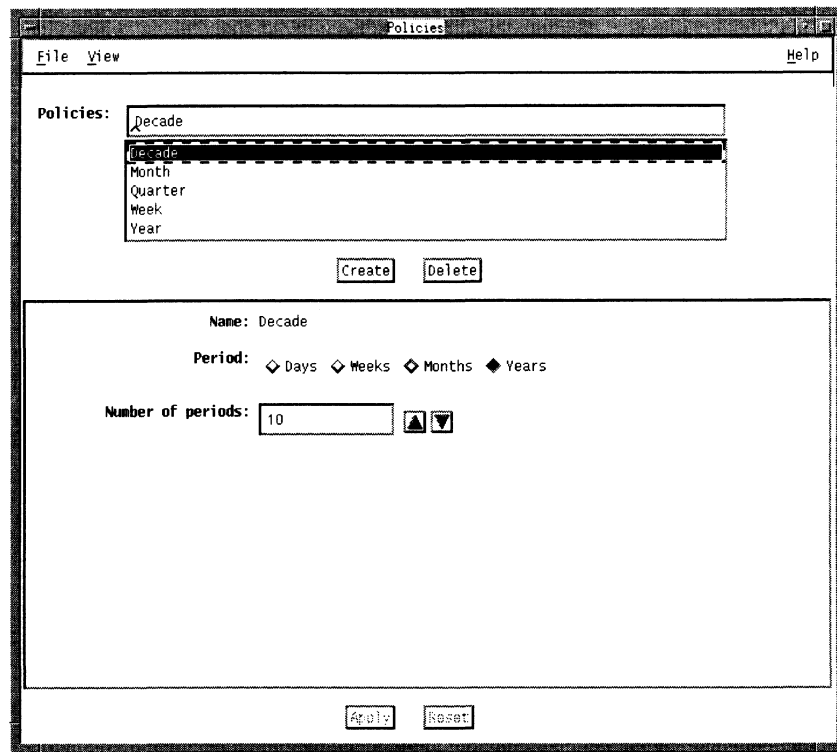 Policies
File View Help
Policies: Decade
Decade
Month
Quarter
Week
Year
Create Delete
Name: Decade
Period: Days Weeks Months Years
Number of periods: 10
Apply Reset